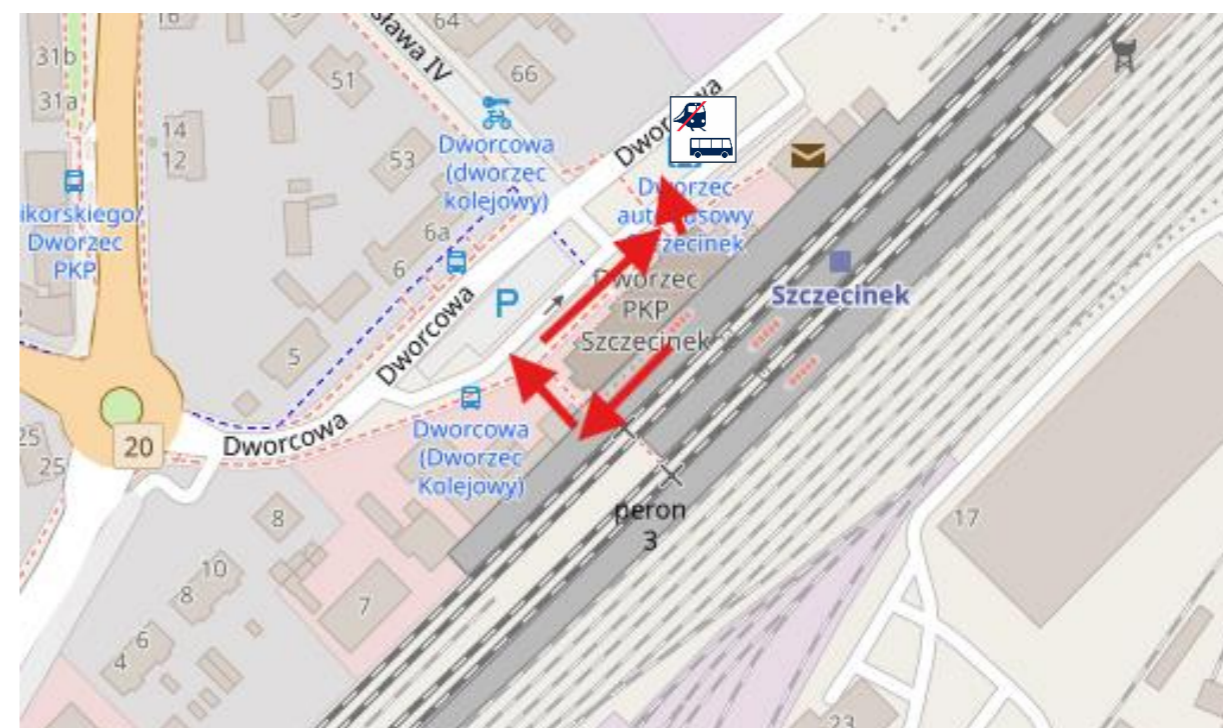 16
64
sława IV
31b
51
66
31a
14
12
53
Dworcowa
(dworzec
kolejowy)
6a
6
ikorskiego/
Dworzec
PKP
Dworzec
Szczecinek
P
Dworzec
PKP
Szczecinek
Szczecinek
Dworcowa
5
Dworcowa
20
25
25
Dworcowa
(Dworzec
Kolejowy)
peron
3
17
8
10
8
7
6
4
23